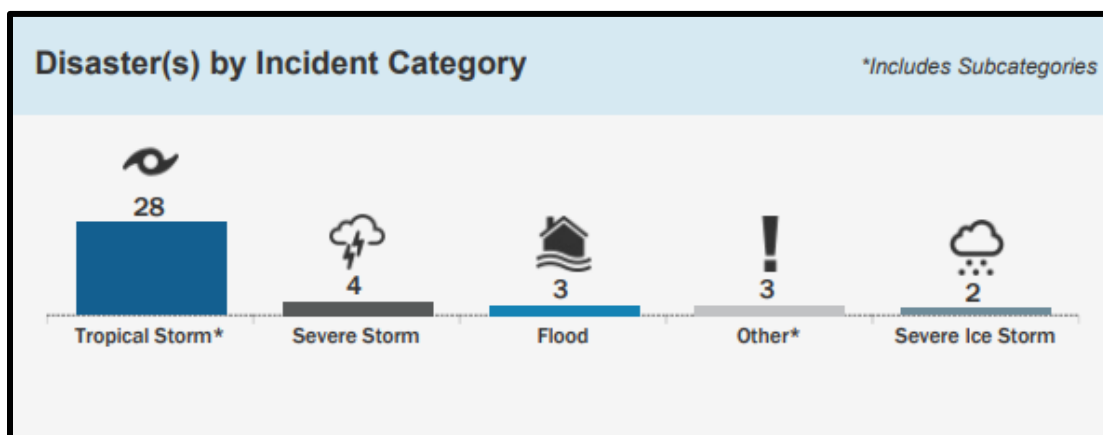 Disaster(s) by Incident Category
*Includes Subcategories
28
4
3
3
2
Tropical Storm*
Severe Storm
Flood
Other*
Severe Ice Storm